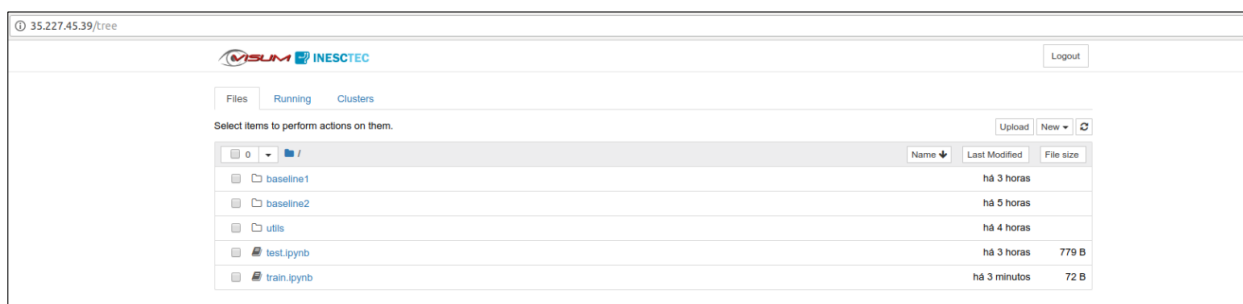 35.227.45.39/tree
VISUM INESCTEC
Logout
Files Running Clusters
Select items to perform actions on them.
Upload New
0 / Name Last Modified File size
baseline1 há 3 horas
baseline2 há 5 horas
utils há 4 horas
test.ipynb há 3 horas 779 B
train.ipynb há 3 minutos 72 B